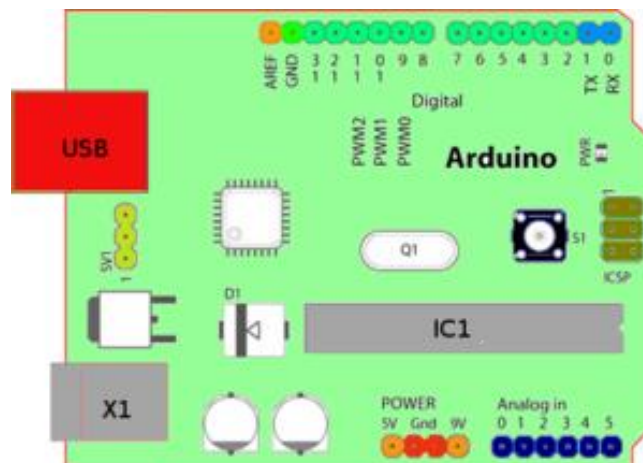 AREF
GND
13
12
11
10
9
8
7
6
5
4
3
2
1
0
TX
RX
Digital
PWM2
PWM1
PWM0
Arduino
PWR
USB
SV1
1
Q1
S1
1
ICSP
D1
IC1
X1
POWER
5V Gnd 9V
Analog in
0 1 2 3 4 5